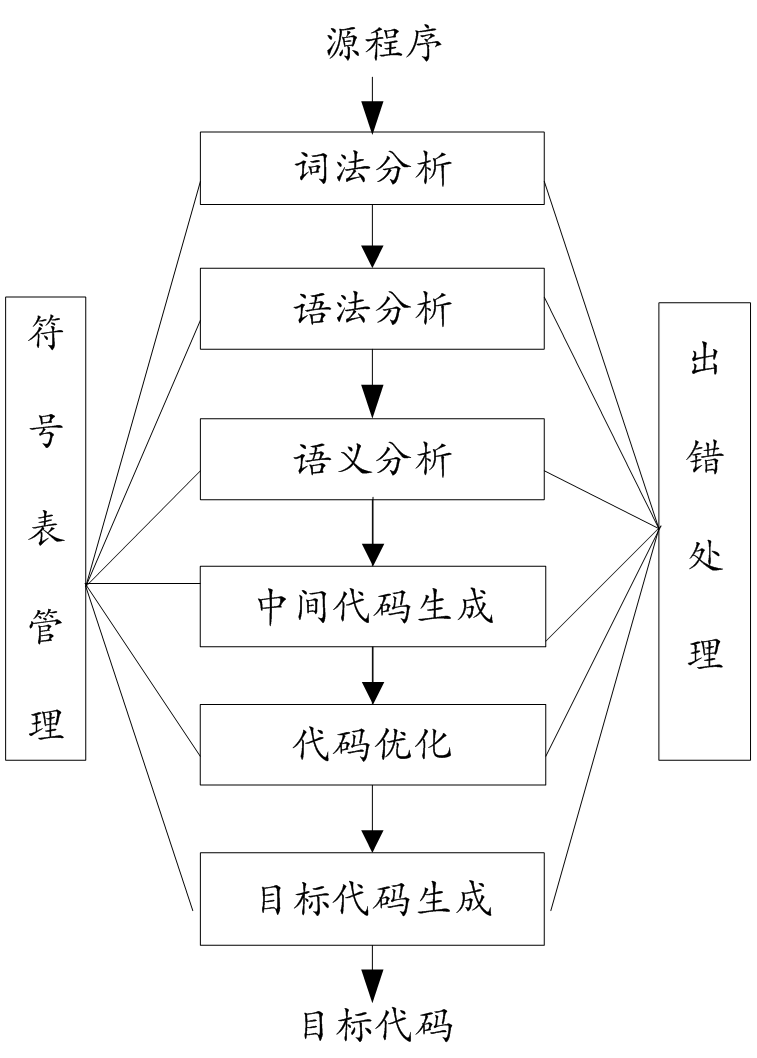 源程序
词法分析
语法分析
语义分析
中间代码生成
代码优化
目标代码生成
目标代码
符号表管理
出错处理